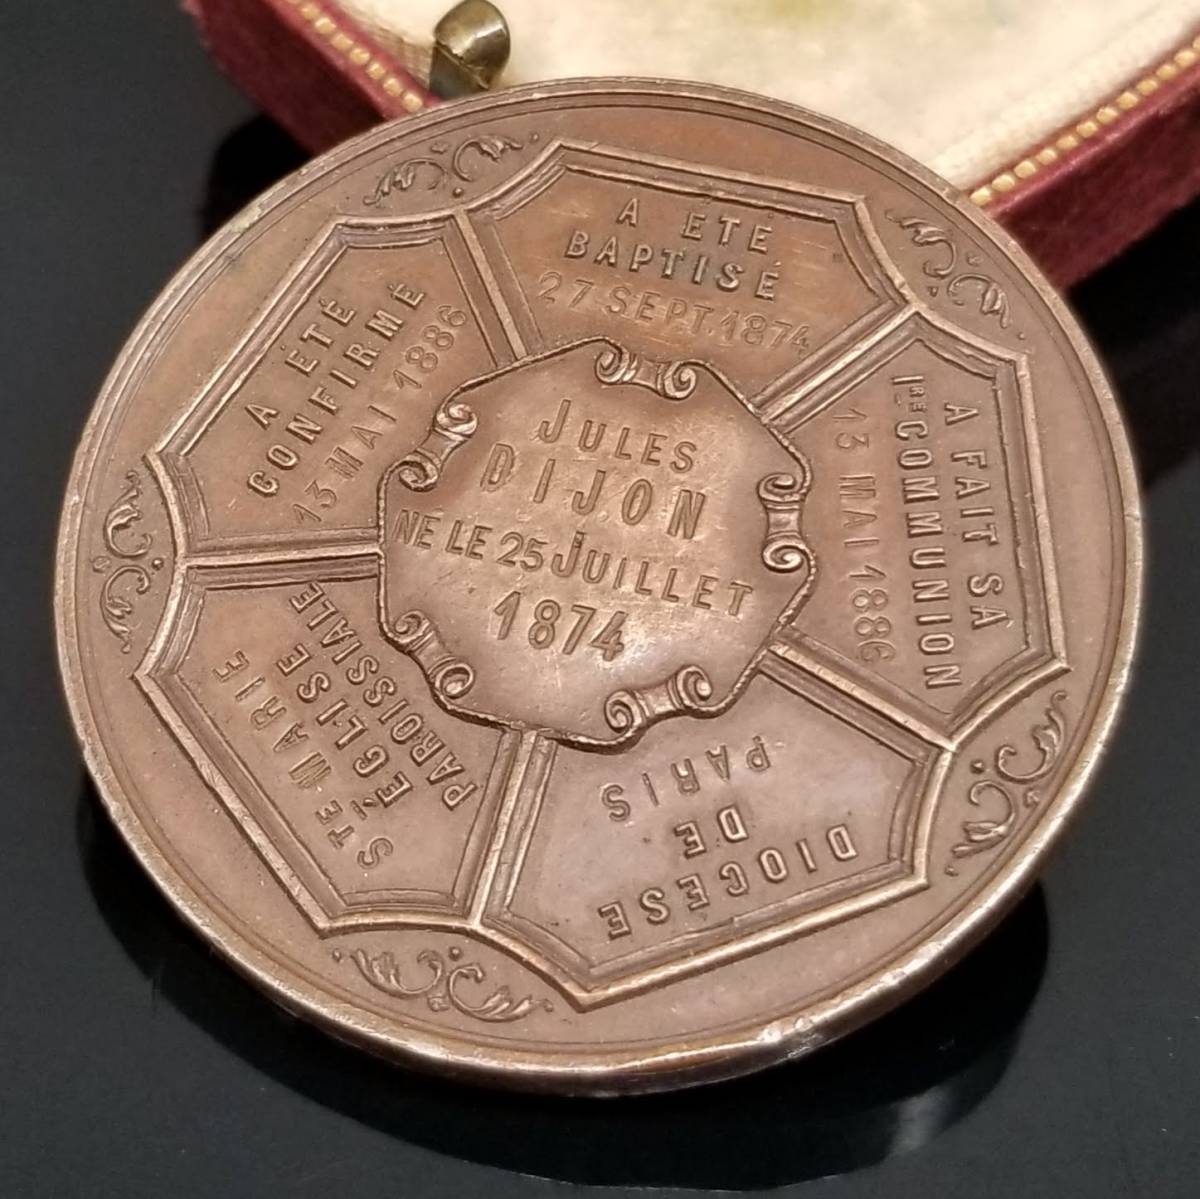 JULES
DIJON
NE LE 25 JUILLET
1874
A ÉTÉ
BAPTISÉ
27 SEPT. 1874
A FAIT SA
1RE COMMUNION
13 MAI 1886
DIOCESE
DE
PARIS
ÉGLISE
PAROISSIALE
STE MARIE
A ÉTÉ
CONFIRMÉ
13 MAI 1886